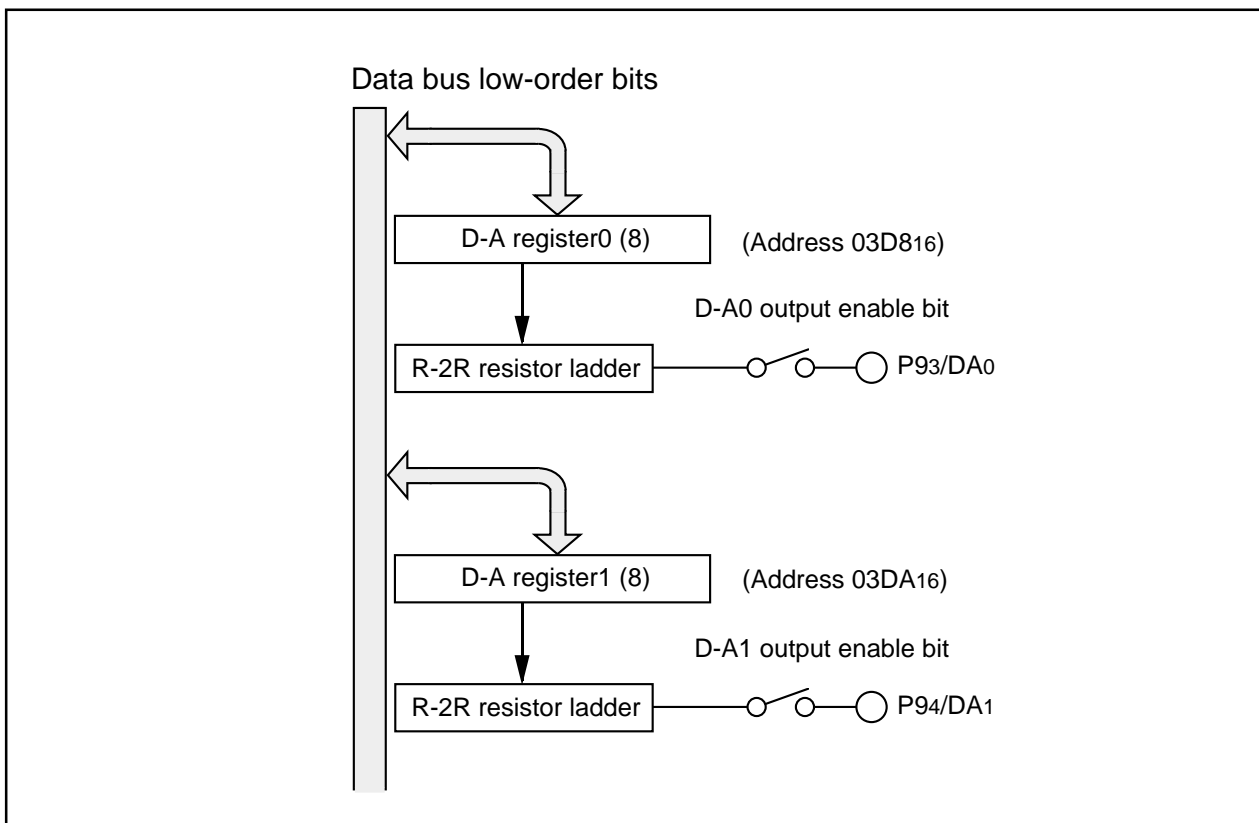 Data bus low-order bits
D-A register0 (8)
(Address 03D816)
D-A0 output enable bit
R-2R resistor ladder
P93/DA0
D-A register1 (8)
(Address 03DA16)
D-A1 output enable bit
R-2R resistor ladder
P94/DA1